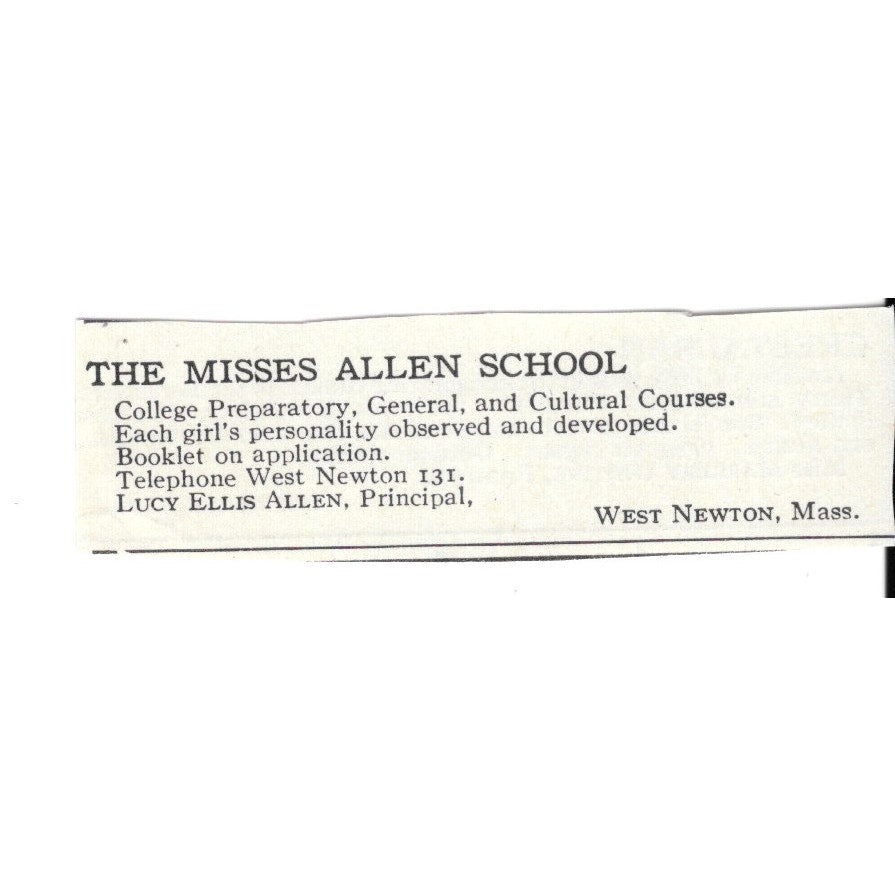 THE MISSES ALLEN SCHOOL
College Preparatory, General, and Cultural Courses.
Each girl's personality observed and developed.
Booklet on application.
Telephone West Newton 131.
LUCY ELLIS ALLEN, Principal,
WEST NEWTON, Mass.